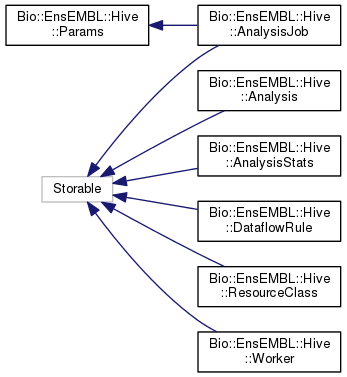 Bio::EnsEMBL::Hive
::Params
Bio::EnsEMBL::Hive
::AnalysisJob
Bio::EnsEMBL::Hive
::Analysis
Bio::EnsEMBL::Hive
::AnalysisStats
Storable
Bio::EnsEMBL::Hive
::DataflowRule
Bio::EnsEMBL::Hive
::ResourceClass
Bio::EnsEMBL::Hive
::Worker